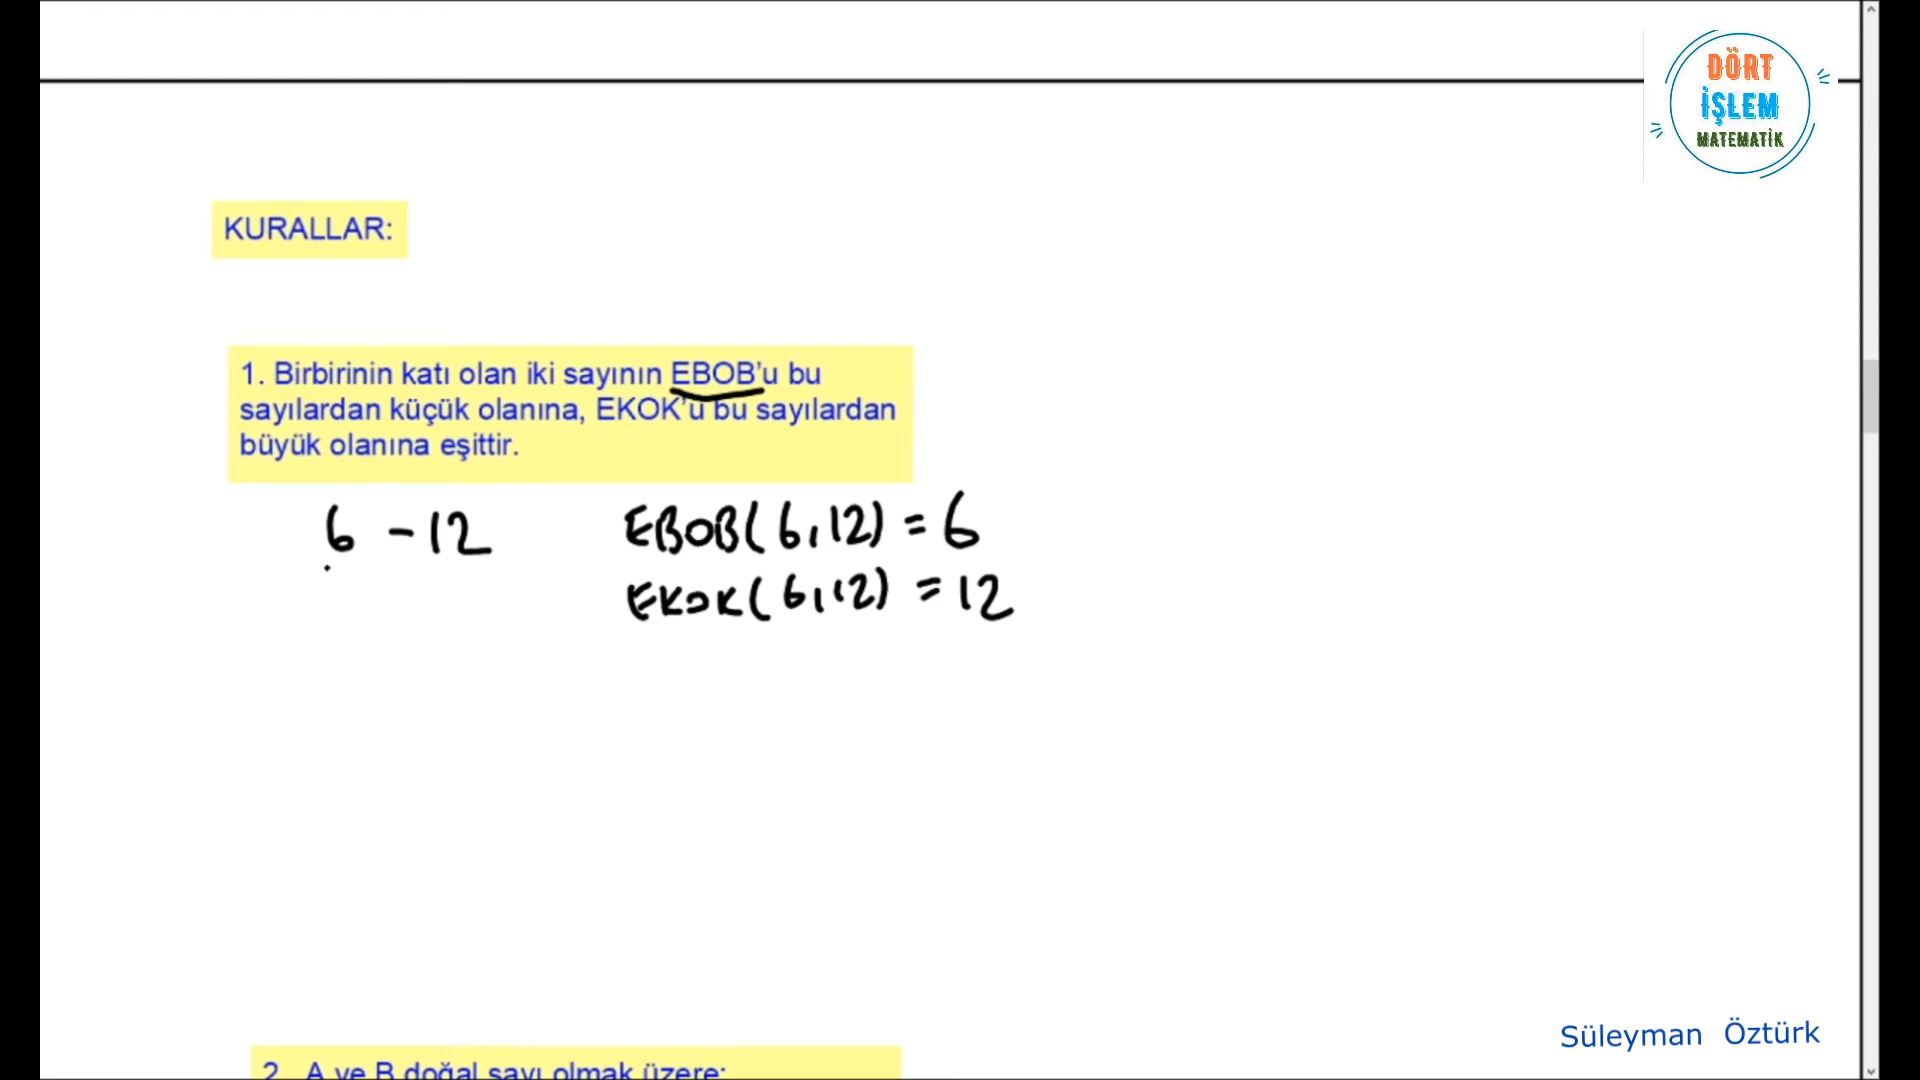 DÖRT
İŞLEM
MATEMATİK
KURALLAR:
1. Birbirinin katı olan iki sayının EBOB'u bu
sayılardan küçük olanına, EKOK'u bu sayılardan
büyük olanına eşittir.
6 - 12
EBOB(6,12) = 6
EKOK(6,12) = 12
Süleyman Öztürk
2. A ve B doğal sayı olmak üzere: